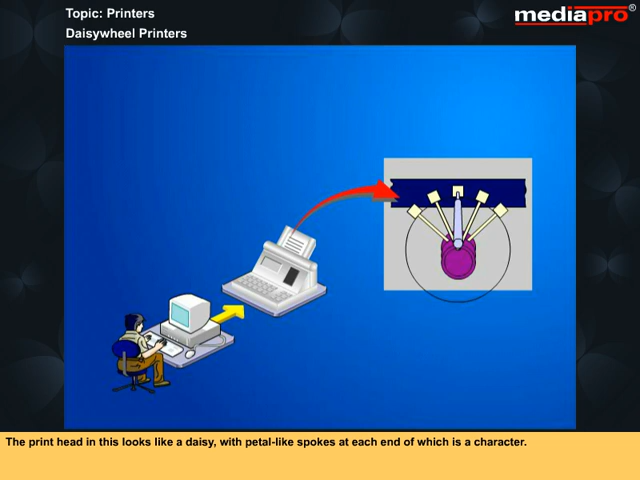 Topic: Printers
mediapro®
Daisywheel Printers
The print head in this looks like a daisy, with petal-like spokes at each end of which is a character.